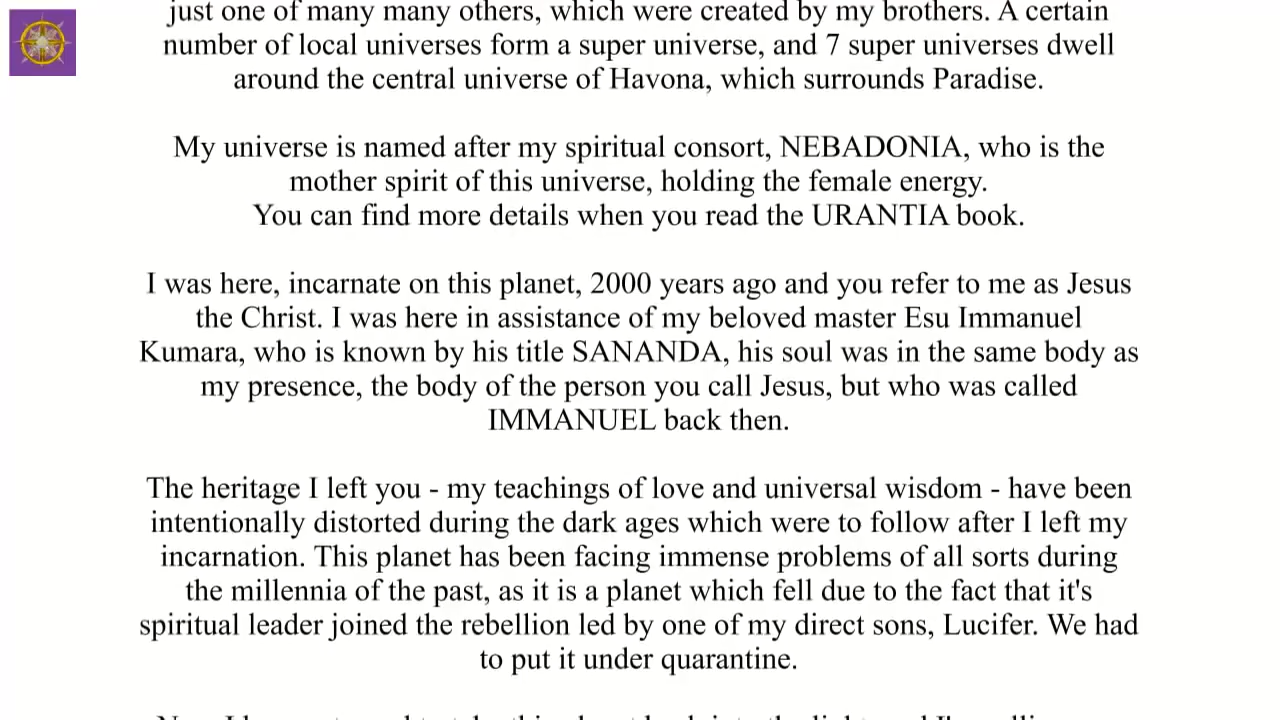 just one of many many others, which were created by my brothers. A certain
number of local universes form a super universe, and 7 super universes dwell
around the central universe of Havona, which surrounds Paradise.
My universe is named after my spiritual consort, NEBADONIA, who is the
mother spirit of this universe, holding the female energy.
You can find more details when you read the URANTIA book.
I was here, incarnate on this planet, 2000 years ago and you refer to me as Jesus
the Christ. I was here in assistance of my beloved master Esu Immanuel
Kumara, who is known by his title SANANDA, his soul was in the same body as
my presence, the body of the person you call Jesus, but who was called
IMMANUEL back then.
The heritage I left you - my teachings of love and universal wisdom - have been
intentionally distorted during the dark ages which were to follow after I left my
incarnation. This planet has been facing immense problems of all sorts during
the millennia of the past, as it is a planet which fell due to the fact that it's
spiritual leader joined the rebellion led by one of my direct sons, Lucifer. We had
to put it under quarantine.